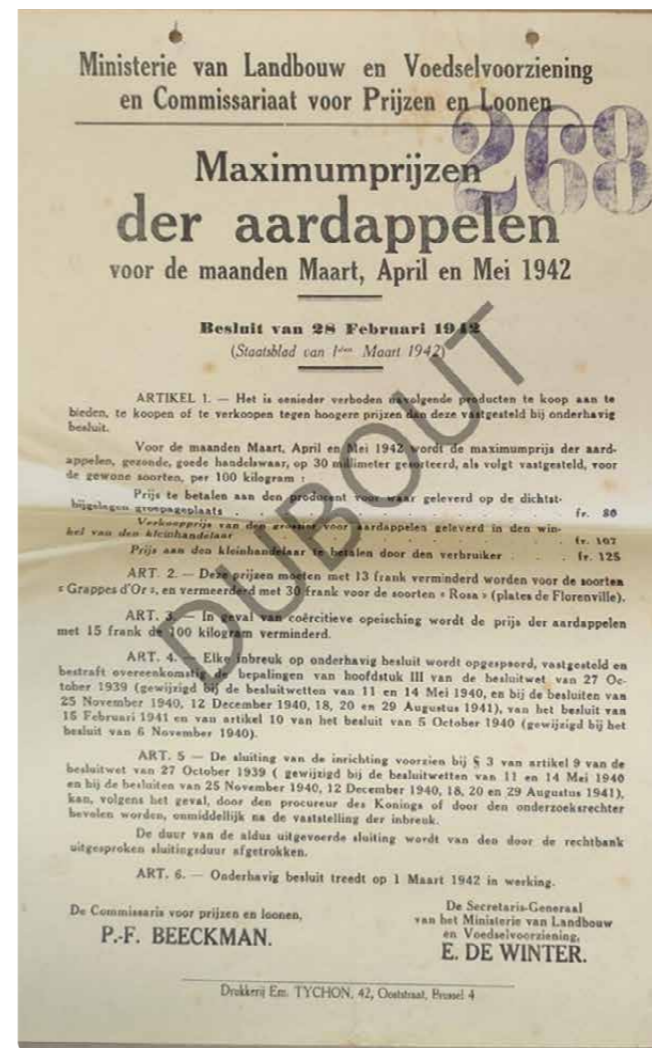 Ministerie van Landbouw en Voedselvoorziening
en Commissariaat voor Prijzen en Loonen
268
Maximumprijzen
der aardappelen
voor de maanden Maart, April en Mei 1942
Besluit van 28 Februari 1942
(Staatsblad van 1den Maart 1942)
ARTIKEL 1. — Het is eenieder verboden navolgende producten te koop aan te
bieden, te koopen of te verkoopen tegen hoogere prijzen dan deze vastgesteld bij onderhavig
besluit.
Voor de maanden Maart, April en Mei 1942 wordt de maximumprijs der aard-
appelen, gezonde, goede handelswaar, op 30 millimeter gesorteerd, als volgt vastgesteld, voor
de gewone soorten, per 100 kilogram :
Prijs te betalen aan den producent voor waar geleverd op de dichtst-
bijgelegen groepageplaats . . . . . fr. 80
Verkoopprijs van den grossier voor aardappelen geleverd in den win-
kel van den kleinhandelaar . . . . . fr. 107
Prijs aan den kleinhandelaar te betalen door den verbruiker . . . . fr. 125
ART. 2. — Deze prijzen moeten met 13 frank verminderd worden voor de soorten
« Grappes d'Or », en vermeerderd met 30 frank voor de soorten « Rosa » (plates de Florenville).
ART. 3. — In geval van coërcitieve opeisching wordt de prijs der aardappelen
met 15 frank de 100 kilogram verminderd.
ART. 4. — Elke inbreuk op onderhavig besluit wordt opgespoord, vastgesteld en
bestraft overeenkomstig de bepalingen van hoofdstuk III van de besluitwet van 27 Oc-
tober 1939 (gewijzigd bij de besluitwetten van 11 en 14 Mei 1940, en bij de besluiten van
25 November 1940, 12 December 1940, 18, 20 en 29 Augustus 1941), van het besluit van
15 Februari 1941 en van artikel 10 van het besluit van 5 October 1940 (gewijzigd bij het
besluit van 6 November 1940).
ART. 5 — De sluiting van de inrichting voorzien bij § 3 van artikel 9 van de
besluitwet van 27 October 1939 ( gewijzigd bij de besluitwetten van 11 en 14 Mei 1940
en bij de besluiten van 25 November 1940, 12 December 1940, 18, 20 en 29 Augustus 1941),
kan, volgens het geval, door den procureur des Konings of door den onderzoeksrechter
bevolen worden, onmiddellijk na de vaststelling der inbreuk.
De duur van de aldus uitgevoerde sluiting wordt van den door de rechtbank
uitgesproken sluitingsduur afgetrokken.
ART. 6. — Onderhavig besluit treedt op 1 Maart 1942 in werking.
De Commissaris voor prijzen en loonen,
P.-F. BEECKMAN.
De Secretaris-Generaal
van het Ministerie van Landbouw
en Voedselvoorziening,
E. DE WINTER.
Drukkerij Em. TYCHON, 42, Ooststraat, Brussel 4
DUBOUT